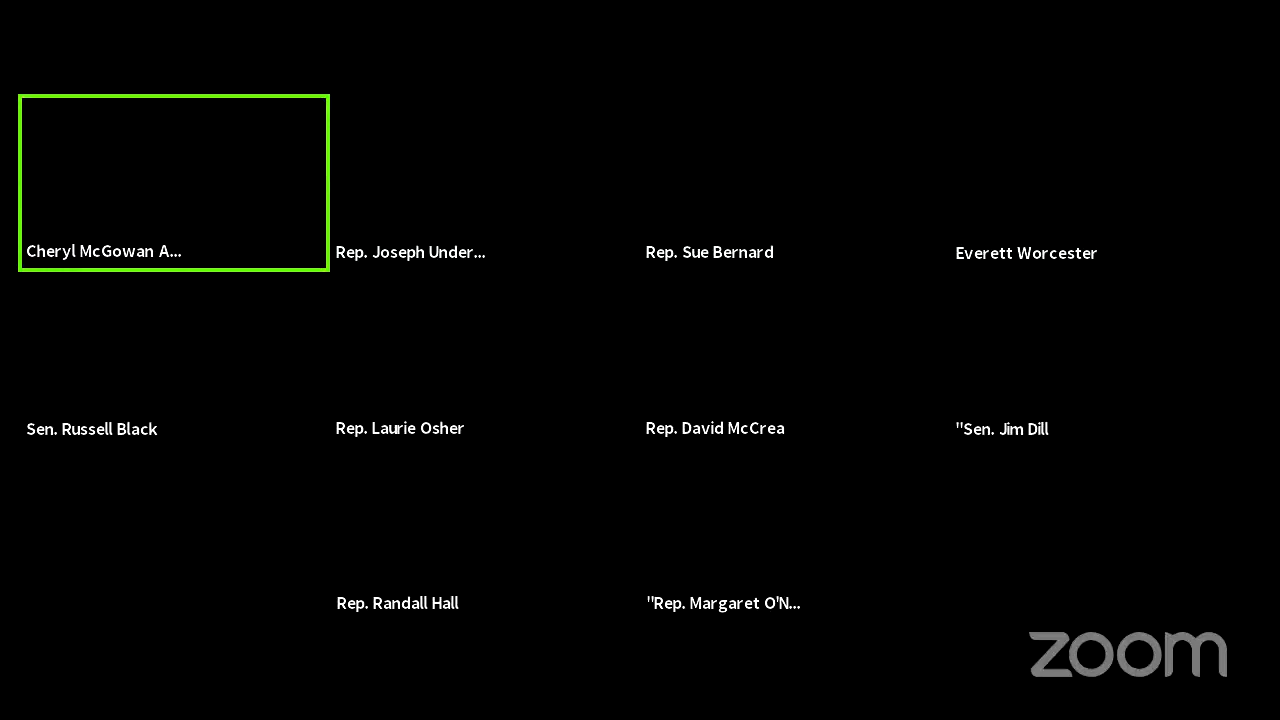 Cheryl McGowan A...
Rep. Joseph Under...
Rep. Sue Bernard
Everett Worcester
Sen. Russell Black
Rep. Laurie Osher
Rep. David McCrea
"Sen. Jim Dill
Rep. Randall Hall
"Rep. Margaret O'N...
zoom